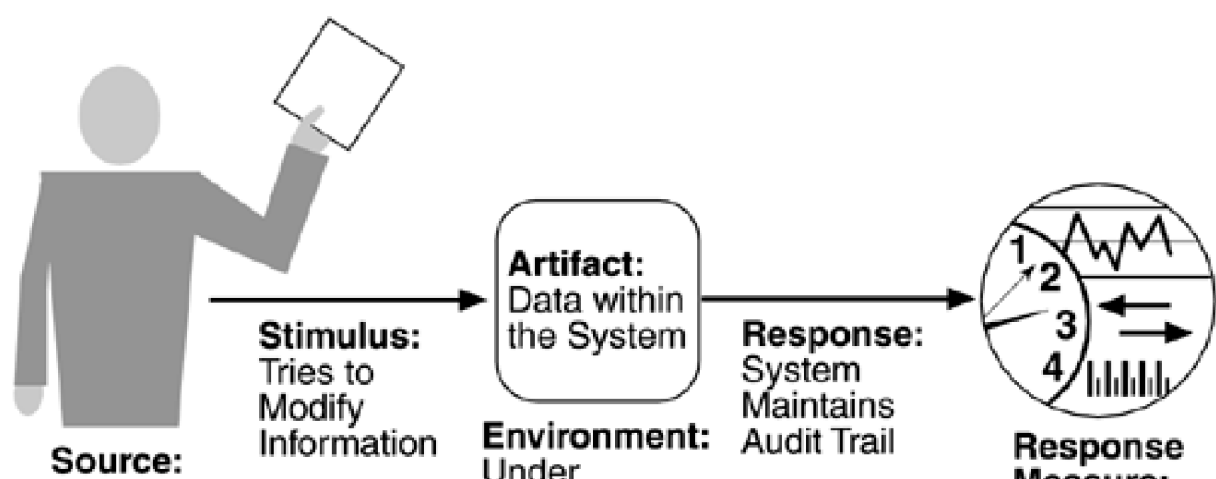 Source:
Stimulus:
Tries to
Modify
Information
Artifact:
Data within
the System
Environment:
Under
Response:
System
Maintains
Audit Trail
1
2
3
4
Response
Measure: